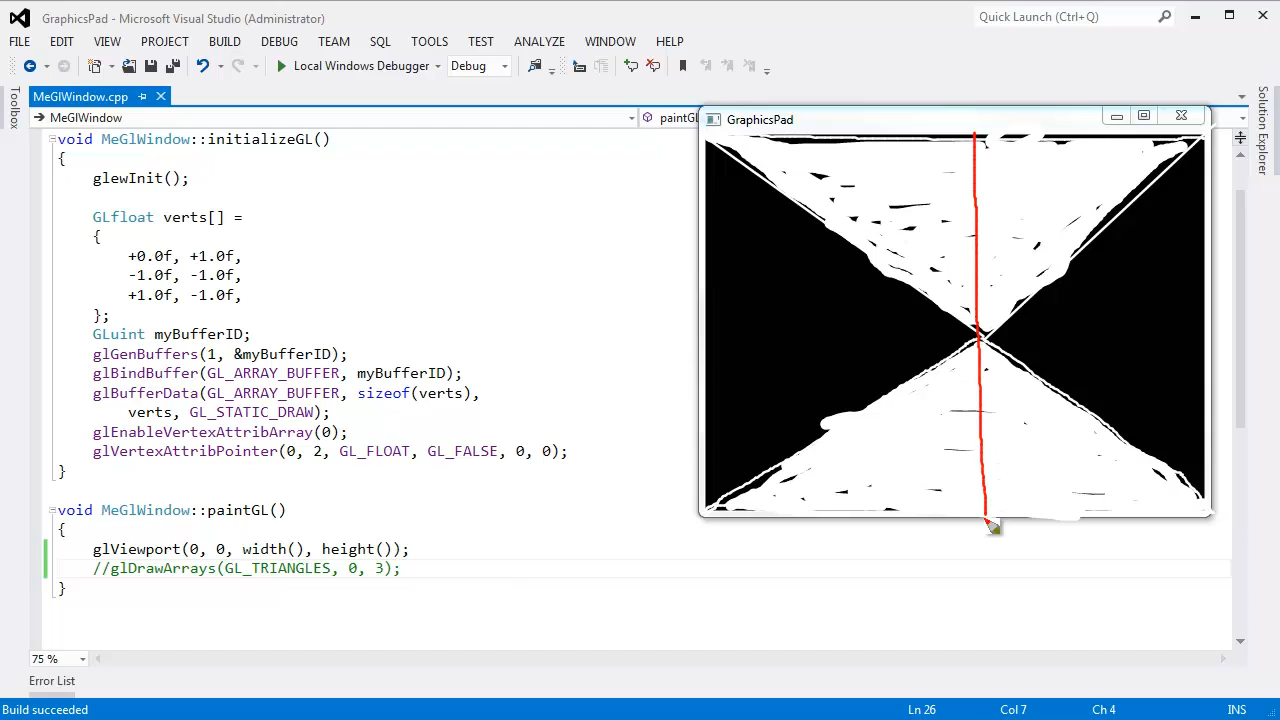 GraphicsPad - Microsoft Visual Studio (Administrator)
Quick Launch (Ctrl+Q)
FILE EDIT VIEW PROJECT BUILD DEBUG TEAM SQL TOOLS TEST ANALYZE WINDOW HELP
Local Windows Debugger Debug
Toolbox
MeGlWindow.cpp
MeGlWindow
paintGL
GraphicsPad
Solution Explorer
void MeGlWindow::initializeGL()
{
glewInit();
GLfloat verts[] =
{
+0.0f, +1.0f,
-1.0f, -1.0f,
+1.0f, -1.0f,
};
GLuint myBufferID;
glGenBuffers(1, &myBufferID);
glBindBuffer(GL_ARRAY_BUFFER, myBufferID);
glBufferData(GL_ARRAY_BUFFER, sizeof(verts),
verts, GL_STATIC_DRAW);
glEnableVertexAttribArray(0);
glVertexAttribPointer(0, 2, GL_FLOAT, GL_FALSE, 0, 0);
}
void MeGlWindow::paintGL()
{
glViewport(0, 0, width(), height());
//glDrawArrays(GL_TRIANGLES, 0, 3);
}
75 %
Error List
Build succeeded Ln 26 Col 7 Ch 4 INS